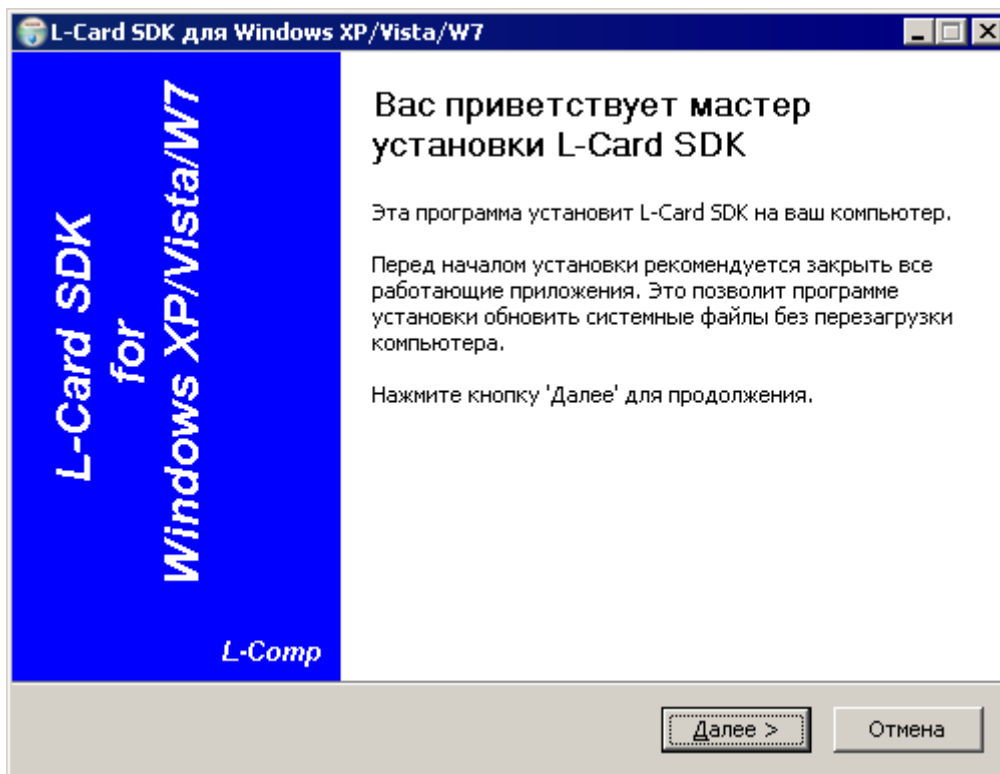 L-Card SDK для Windows XP/Vista/W7
L-Card SDK
for
Windows XP/Vista/W7
L-Comp
Вас приветствует мастер
установки L-Card SDK
Эта программа установит L-Card SDK на ваш компьютер.
Перед началом установки рекомендуется закрыть все
работающие приложения. Это позволит программе
установки обновить системные файлы без перезагрузки
компьютера.
Нажмите кнопку 'Далее' для продолжения.
Далее >
Отмена